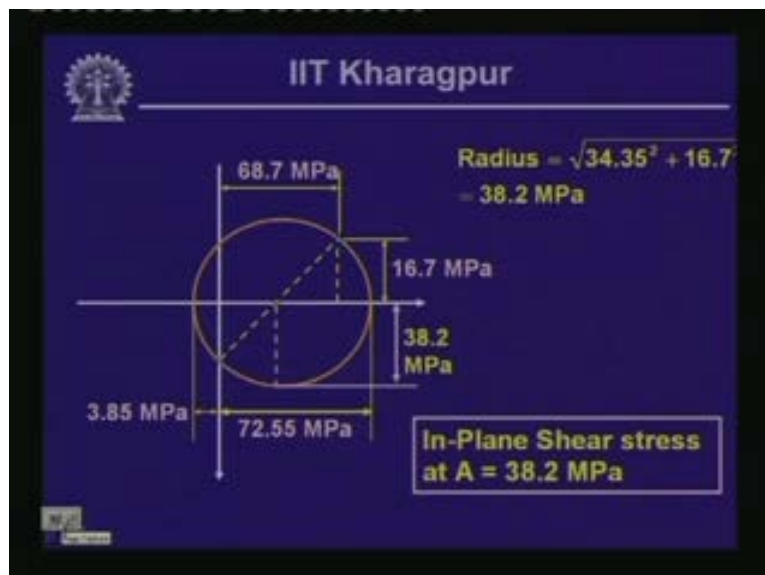 IIT Kharagpur
68.7 MPa
Radius = √34.35² + 16.7
= 38.2 MPa
16.7 MPa
38.2
MPa
3.85 MPa
72.55 MPa
In-Plane Shear stress
at A = 38.2 MPa